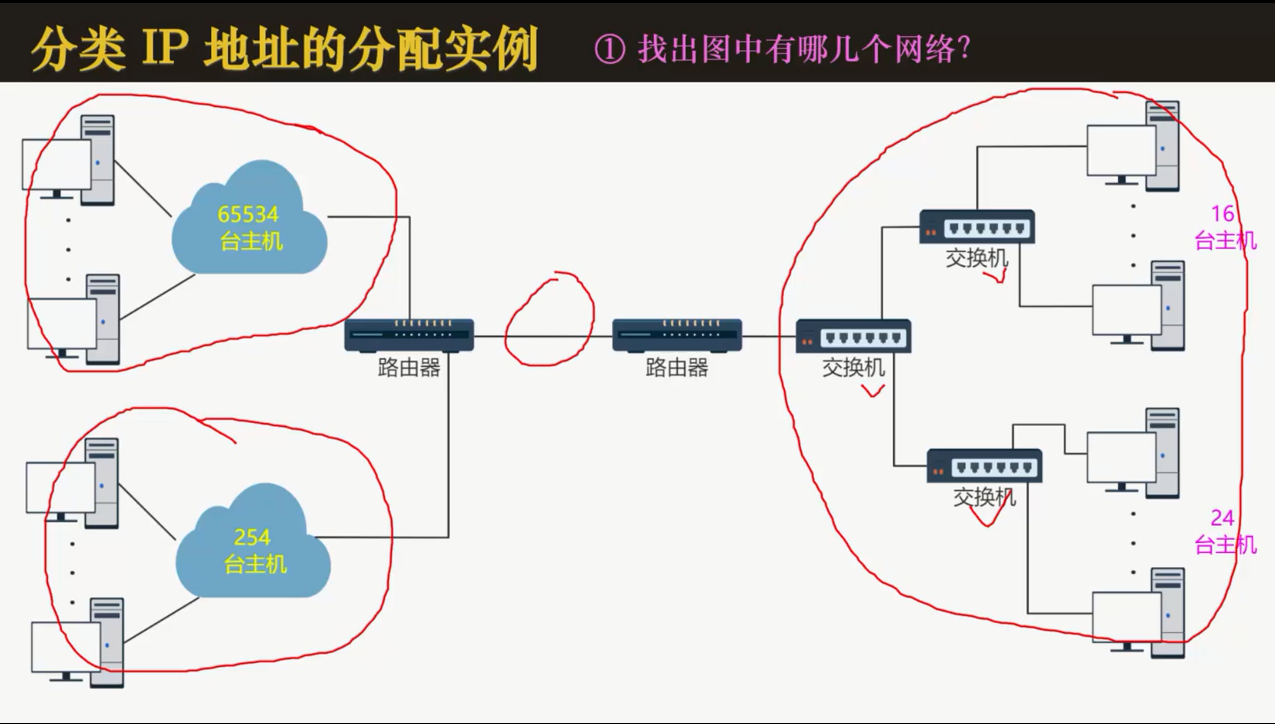 分类 IP 地址的分配实例
① 找出图中有哪几个网络?
65534
台主机
路由器
路由器
254
台主机
交换机
交换机
交换机
16
台主机
24
台主机